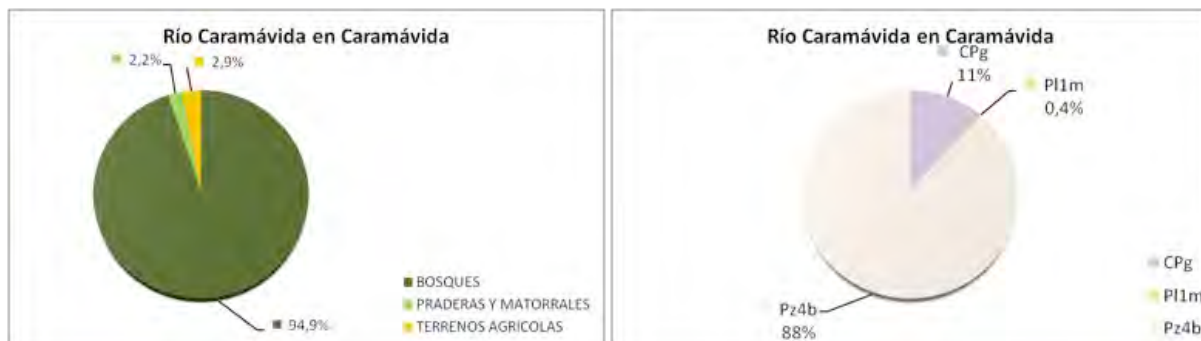 Río Caramávida en Caramávida
2,2%
2,9%
94,9%
BOSQUES
PRADERAS Y MATORRALES
TERRENOS AGRÍCOLAS
Río Caramávida en Caramávida
CPg
11%
Pl1m
0,4%
Pz4b
88%
CPg
Pl1m
Pz4b